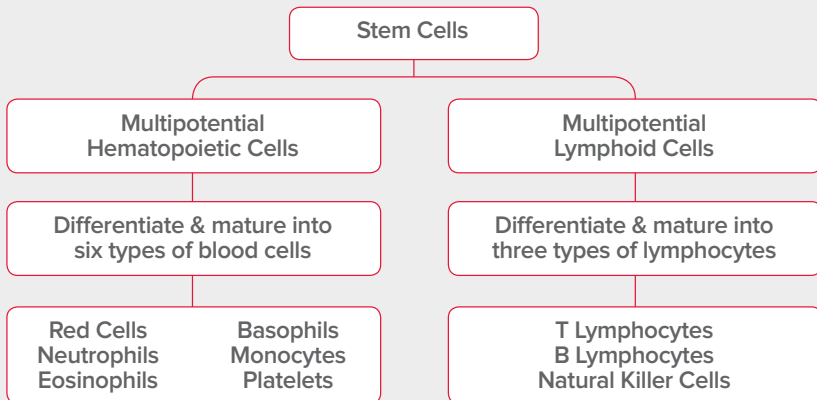 Stem Cells
Multipotential
Hematopoietic Cells
Multipotential
Lymphoid Cells
Differentiate & mature into
six types of blood cells
Differentiate & mature into
three types of lymphocytes
Red Cells
Neutrophils
Eosinophils
Basophils
Monocytes
Platelets
T Lymphocytes
B Lymphocytes
Natural Killer Cells